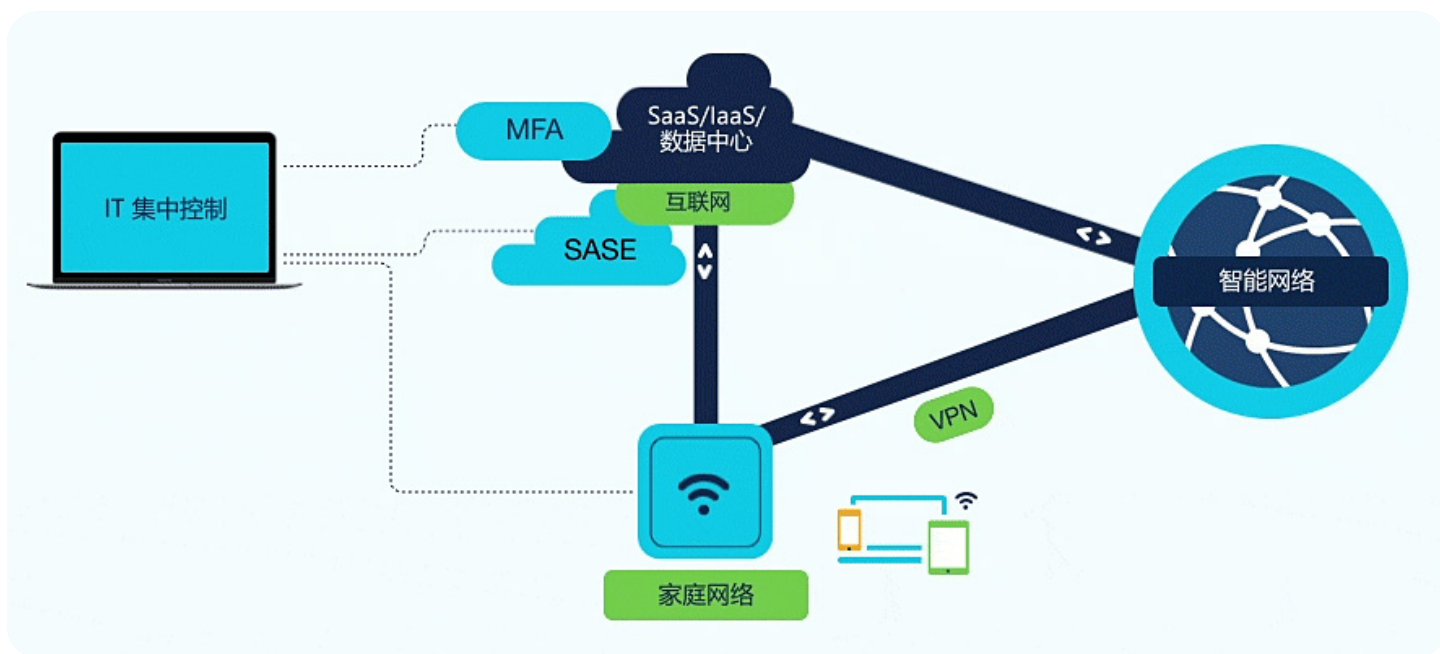 MFA
SaaS/IaaS/
数据中心
IT 集中控制
互联网
SASE
智能网络
VPN
家庭网络